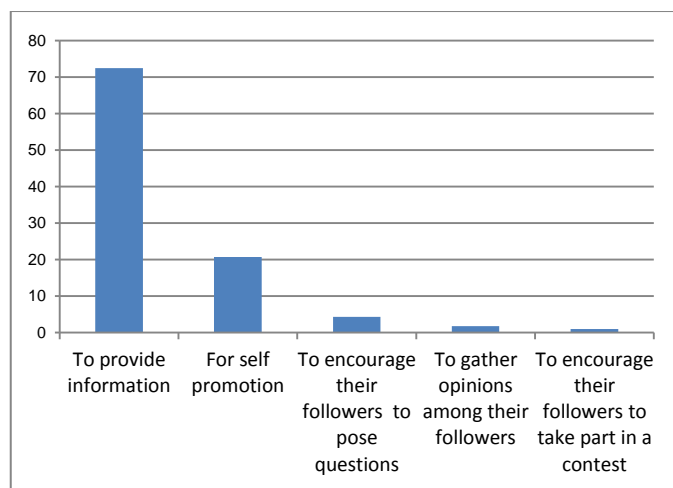 80
70
60
50
40
30
20
10
0
To provide
information
For self
promotion
To encourage
their
followers to
pose
questions
To gather
opinions
among their
followers
To encourage
their
followers to
take part in a
contest